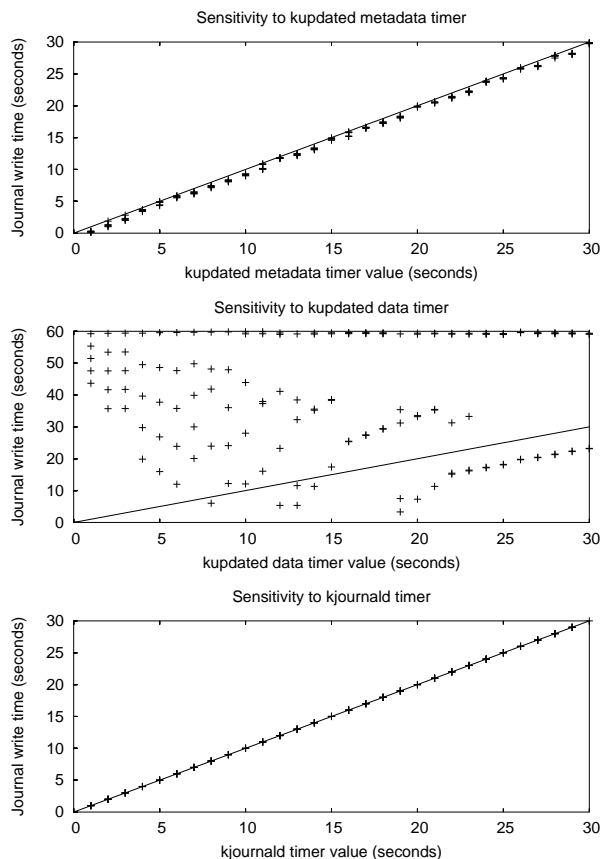 Sensitivity to kupdated metadata timer
30
25
20
15
10
5
0
0 5 10 15 20 25 30
Journal write time (seconds)
kupdated metadata timer value (seconds)
Sensitivity to kupdated data timer
60
50
40
30
20
10
0
0 5 10 15 20 25 30
Journal write time (seconds)
kupdated data timer value (seconds)
Sensitivity to kjournald timer
30
25
20
15
10
5
0
0 5 10 15 20 25 30
Journal write time (seconds)
kjournald timer value (seconds)